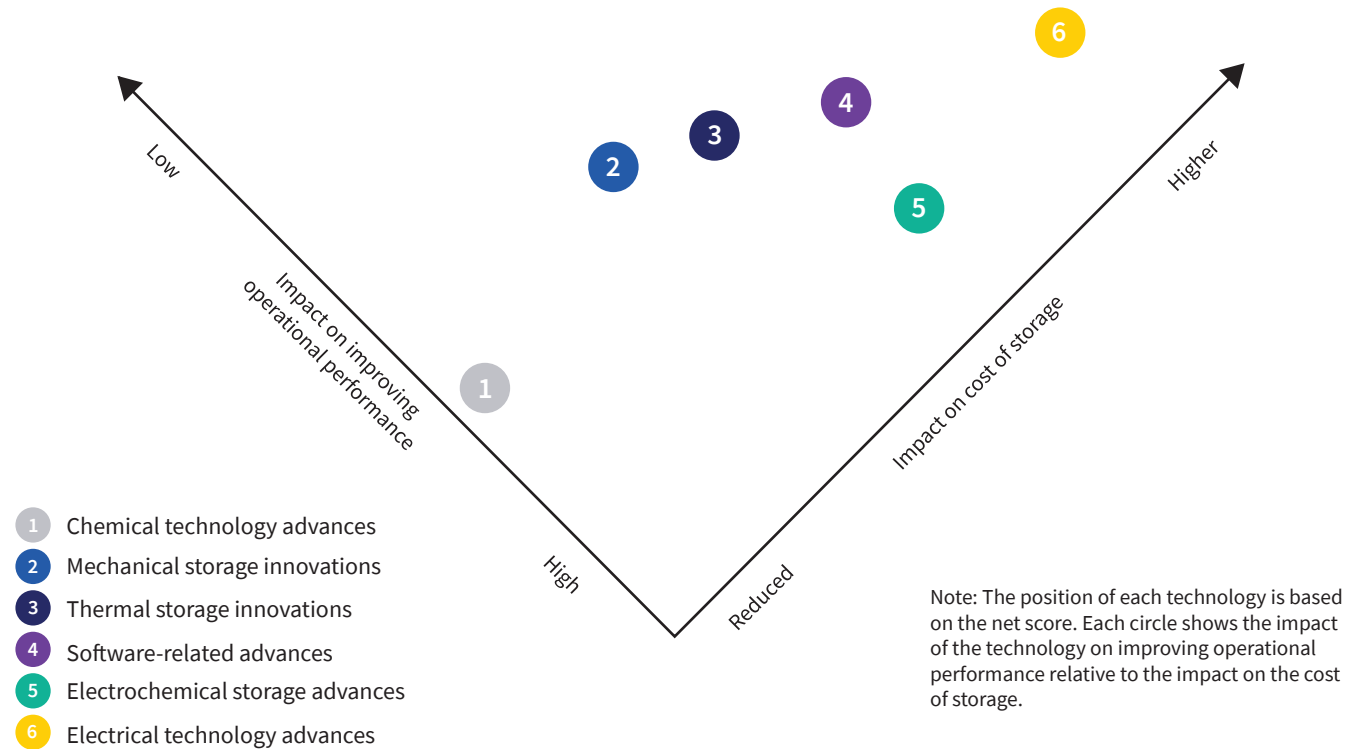 6
4
3
2
5
1
Low
Higher
Impact on improving
operational performance
Impact on cost of storage
High
Reduced
1 Chemical technology advances
2 Mechanical storage innovations
3 Thermal storage innovations
4 Software-related advances
5 Electrochemical storage advances
6 Electrical technology advances
Note: The position of each technology is based
on the net score. Each circle shows the impact
of the technology on improving operational
performance relative to the impact on the cost
of storage.